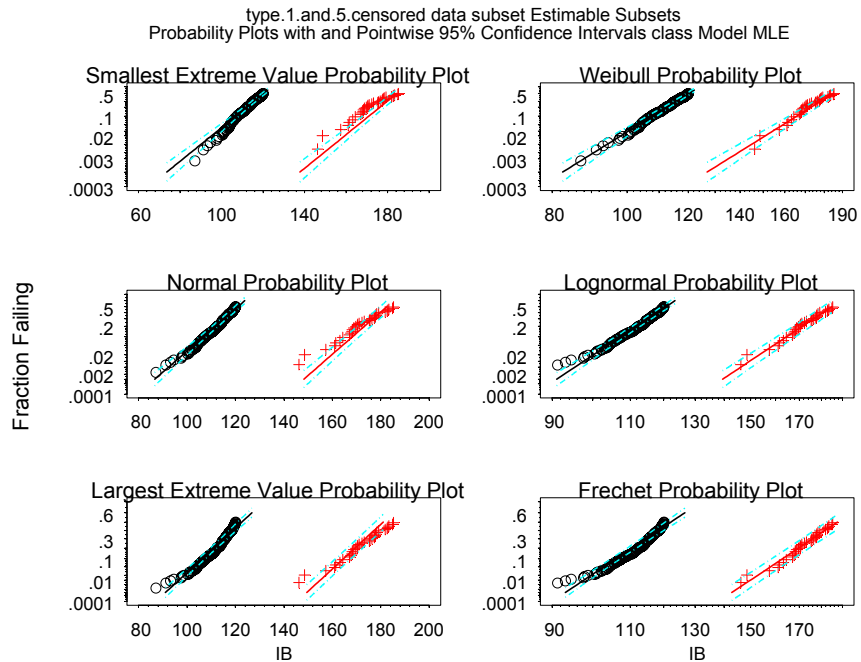 type.1.and.5.censored data subset Estimable Subsets
Probability Plots with and Pointwise 95% Confidence Intervals class Model MLE
Smallest Extreme Value Probability Plot
.5
.1
.02
.003
.0003
60 100 140 180
Weibull Probability Plot
.5
.1
.02
.003
.0003
80 100 120 140 160 190
Fraction Failing
Normal Probability Plot
.5
.2
.02
.002
.0001
80 100 120 140 160 180 200
Lognormal Probability Plot
.5
.2
.02
.002
.0001
90 110 130 150 170
Largest Extreme Value Probability Plot
.6
.3
.1
.01
.0001
80 100 120 140 160 180 200
IB
Frechet Probability Plot
.6
.3
.1
.01
.0001
90 110 130 150 170
IB